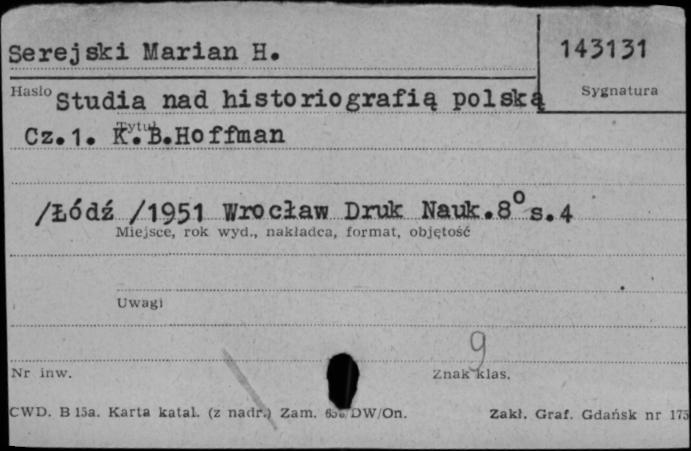 Serejski Marian H.
143131
Hasło
Studia nad historiografią polską
Sygnatura
Tytuł
Cz.1. K.B.Hoffman
/Łódź /1951 Wrocław Druk Nauk.8° s.4
Miejsce, rok wyd., nakładca, format, objętość
Uwagi
9
Nr inw.
Znak klas.
CWD. B 15a. Karta katal. (z nadr.) Zam. DW/On.
Zakł. Graf. Gdańsk nr 175